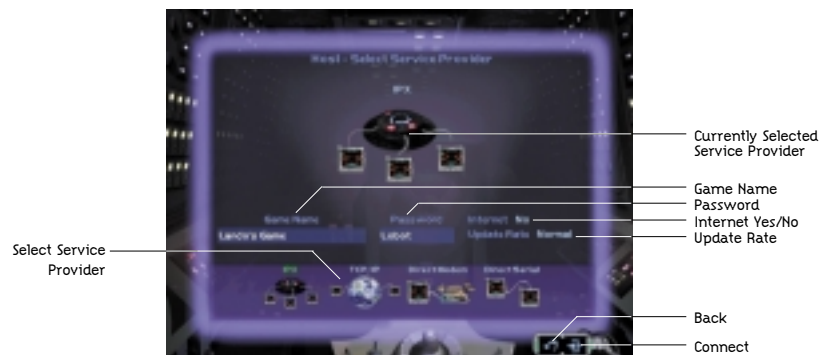 Host - Select Service Provider
IPX
Currently Selected
Service Provider
Game Name
Password
Internet Yes/No
Update Rate
Game Name
Password
Internet No
Game
Lobot
Update Rate Normal
Select Service
Provider
IPX
TCP/IP
Direct Modem
Direct Serial
Back
Connect